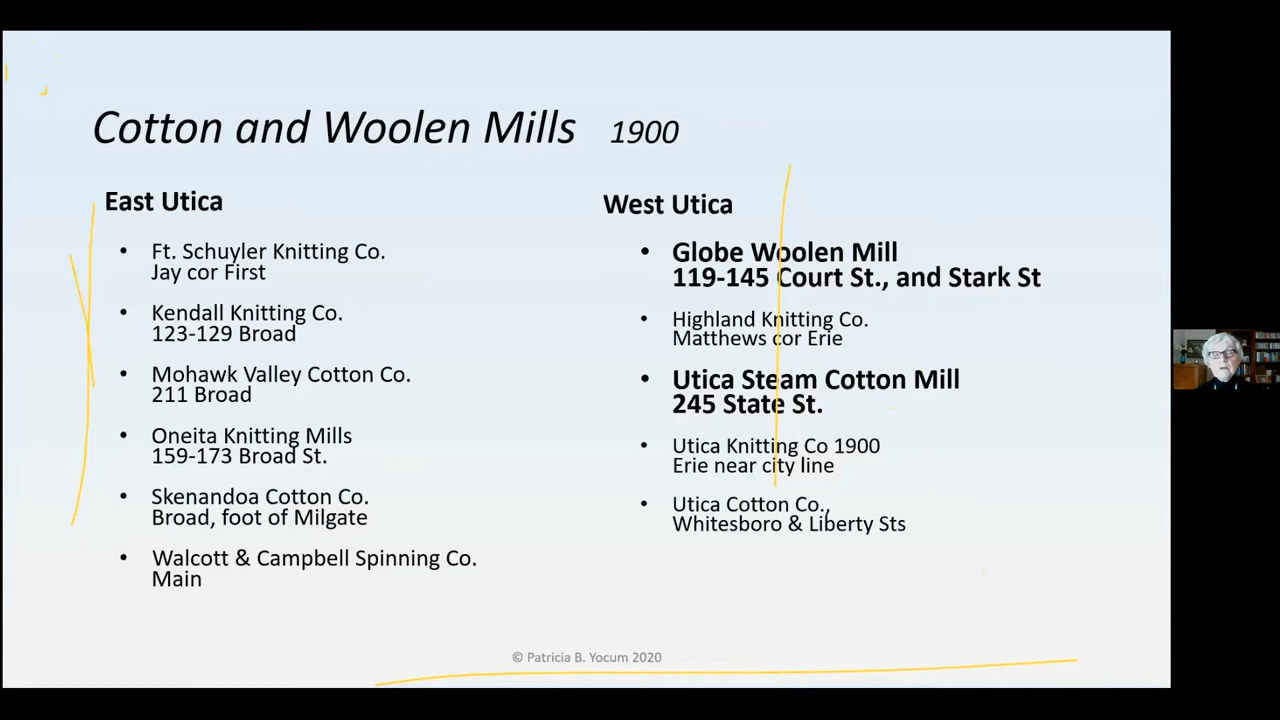 Cotton and Woolen Mills 1900
East Utica
• Ft. Schuyler Knitting Co.
Jay cor First
• Kendall Knitting Co.
123-129 Broad
• Mohawk Valley Cotton Co.
211 Broad
• Oneita Knitting Mills
159-173 Broad St.
• Skenandoa Cotton Co.
Broad, foot of Milgate
• Walcott & Campbell Spinning Co.
Main
West Utica
• Globe Woolen Mill
119-145 Court St., and Stark St
• Highland Knitting Co.
Matthews cor Erie
• Utica Steam Cotton Mill
245 State St.
• Utica Knitting Co 1900
Erie near city line
• Utica Cotton Co.,
Whitesboro & Liberty Sts
© Patricia B. Yocum 2020